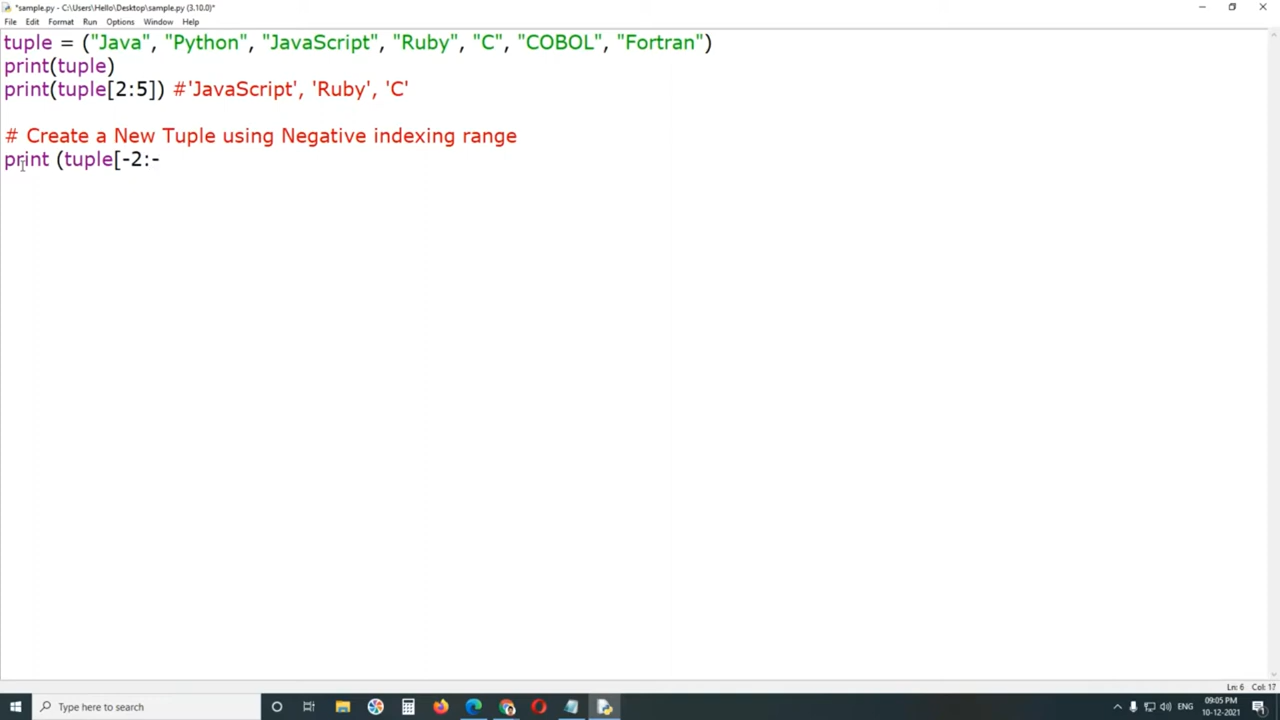 *sample.py - C:\Users\Hello\Desktop\sample.py (3.10.0)*
File Edit Format Run Options Window Help
tuple = ("Java", "Python", "JavaScript", "Ruby", "C", "COBOL", "Fortran")
print(tuple)
print(tuple[2:5]) #'JavaScript', 'Ruby', 'C'
# Create a New Tuple using Negative indexing range
print (tuple[-2:-
Ln: 6 Col: 17
Type here to search
ENG
09:05 PM
10-12-2021
1